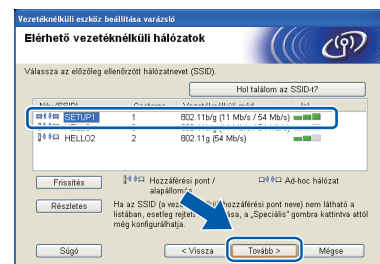 Vezetéknélküli eszköz beállítása varázsló
Elérhető vezetéknélküli hálózatok
Válassza az előzőleg ellenőrzött hálózatnevet (SSID).
Hol találom az SSID-t?
SETUP1 1 802.11b/g (11 Mb/s / 54 Mb/s)
HELLO2 2 802.11g (54 Mb/s)
Frissítés
Hozzáférési pont / alapállomás
Ad-hoc hálózat
Részletes
Ha az SSID (a hozzáférési pont neve) nem látható a
listában, esetleg a „Speciális” gombra kattintva attól
még konfigurálhatja.
Súgó
< Vissza
Tovább >
Mégse